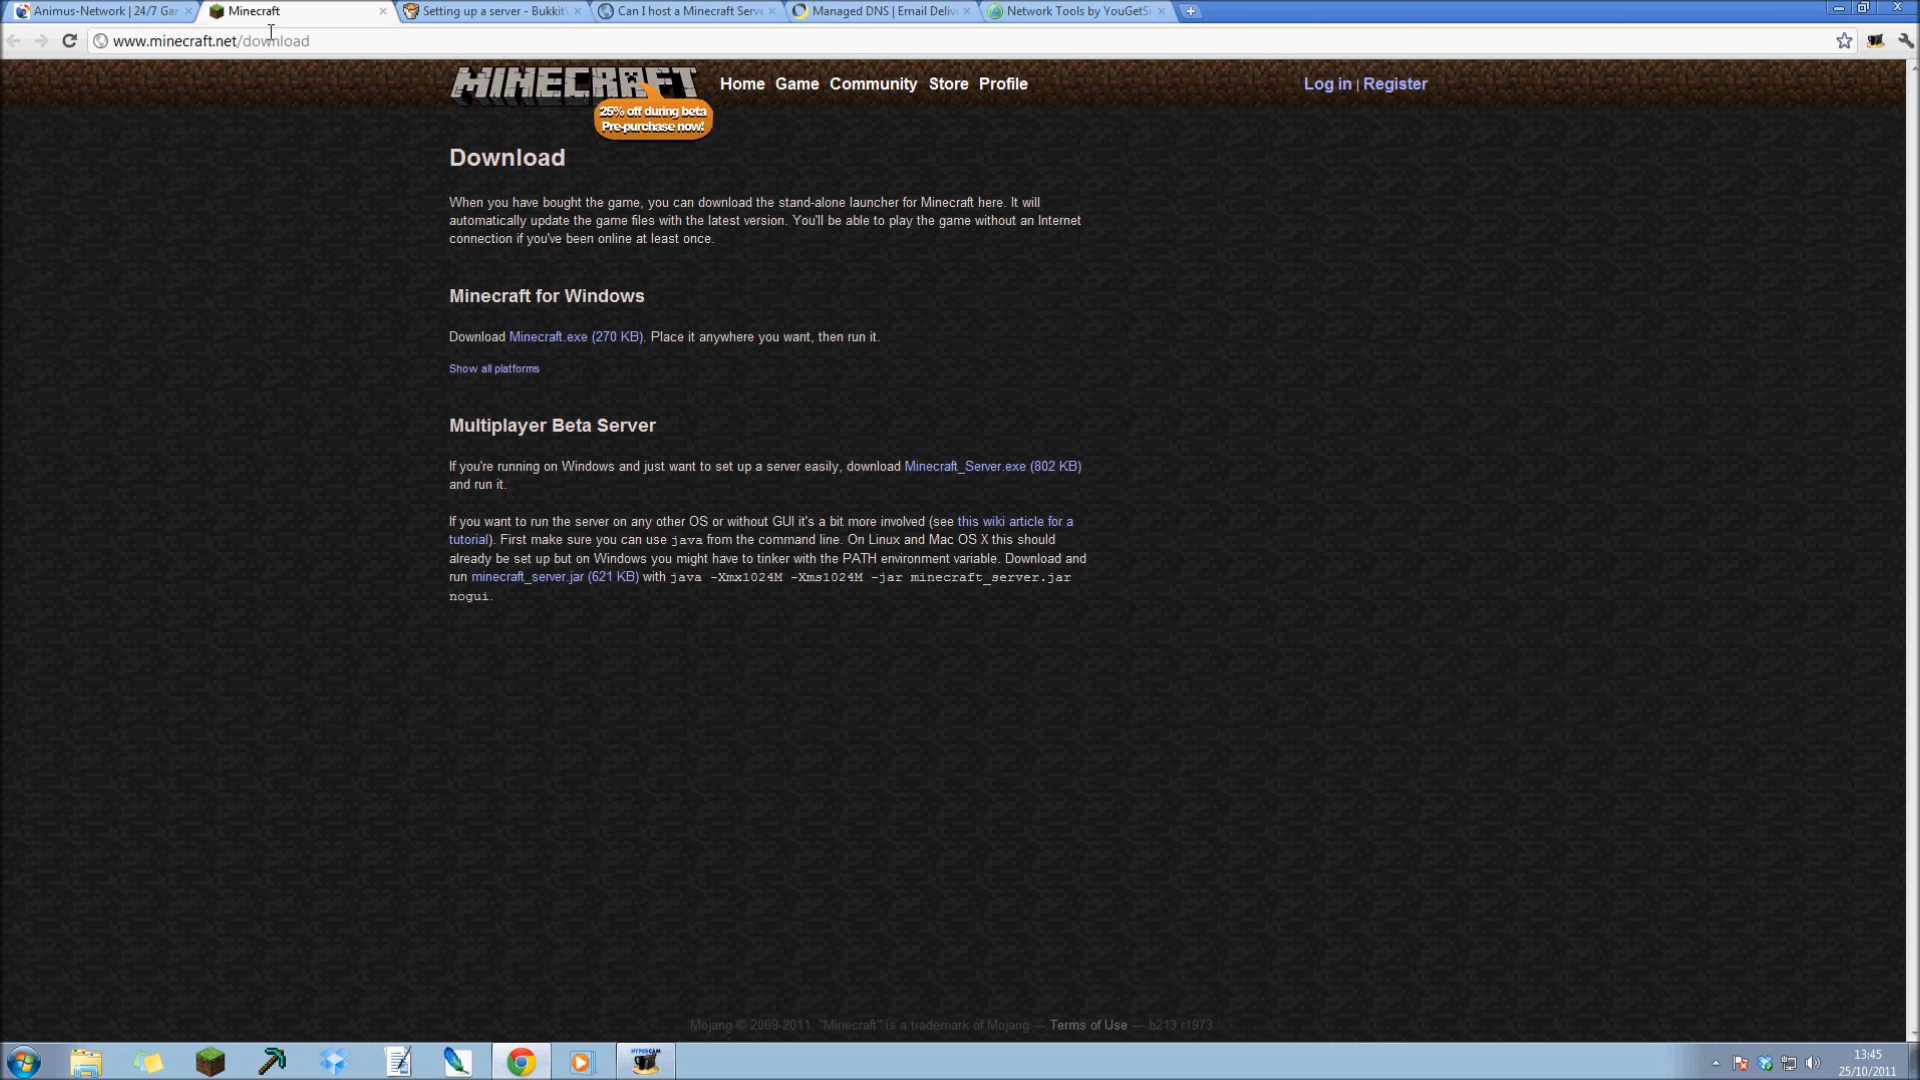 Animus-Network | 24/7 Gar
Minecraft
Setting up a server - Bukkit
Can I host a Minecraft Serve
Managed DNS | Email Deliv
Network Tools by YouGetSi
www.minecraft.net/download
MINECRAFT
25% off during beta
Pre-purchase now!
Home Game Community Store Profile
Log in | Register
Download
When you have bought the game, you can download the stand-alone launcher for Minecraft here. It will
automatically update the game files with the latest version. You'll be able to play the game without an Internet
connection if you've been online at least once.
Minecraft for Windows
Download Minecraft.exe (270 KB). Place it anywhere you want, then run it.
Show all platforms
Multiplayer Beta Server
If you're running on Windows and just want to set up a server easily, download Minecraft_Server.exe (802 KB)
and run it.
If you want to run the server on any other OS or without GUI it's a bit more involved (see this wiki article for a
tutorial). First make sure you can use java from the command line. On Linux and Mac OS X this should
already be set up but on Windows you might have to tinker with the PATH environment variable. Download and
run minecraft_server.jar (621 KB) with java -Xmx1024M -Xms1024M -jar minecraft_server.jar
nogui.
Mojang © 2009-2011. "Minecraft" is a trademark of Mojang — Terms of Use — b213 r1973
HYPERCAM
13:45
25/10/2011